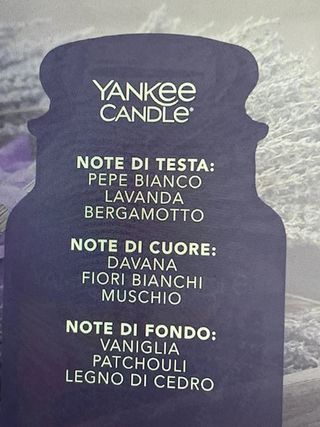 YANKEE
CANDLE®
NOTE DI TESTA:
PEPE BIANCO
LAVANDA
BERGAMOTTO
NOTE DI CUORE:
DAVANA
FIORI BIANCHI
MUSCHIO
NOTE DI FONDO:
VANIGLIA
PATCHOULI
LEGNO DI CEDRO